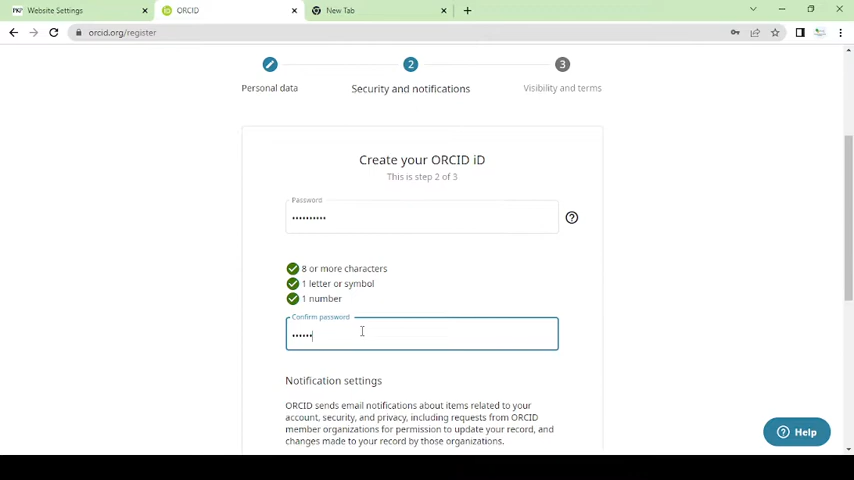 PKP Website Settings
iD ORCID
New Tab
orcid.org/register
2
3
Personal data
Security and notifications
Visibility and terms
Create your ORCID iD
This is step 2 of 3
Password
••••••••••
8 or more characters
1 letter or symbol
1 number
Confirm password
••••••
Notification settings
ORCID sends email notifications about items related to your
account, security, and privacy, including requests from ORCID
member organizations for permission to update your record, and
changes made to your record by those organizations.
Help